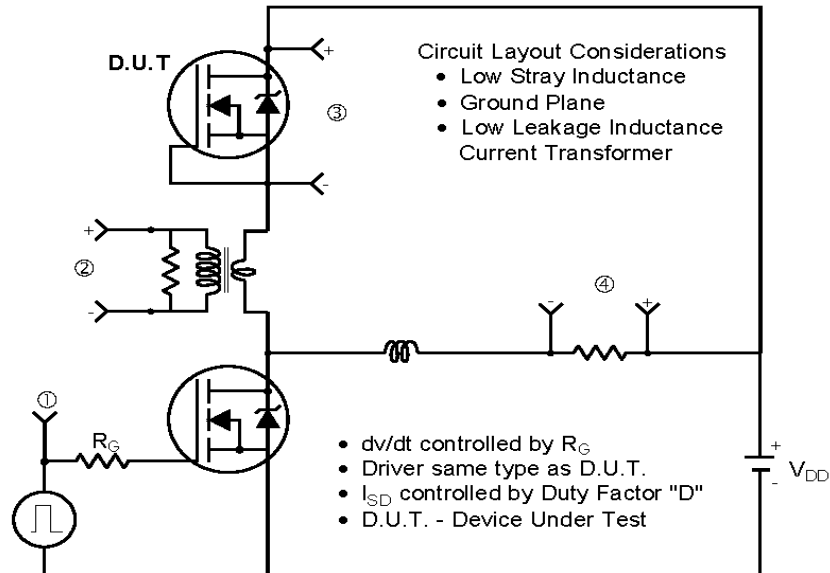 D.U.T
+
③
-
Circuit Layout Considerations
• Low Stray Inductance
• Ground Plane
• Low Leakage Inductance
Current Transformer
+
②
-
④
-
+
①
R_G
• dv/dt controlled by R_G
• Driver same type as D.U.T.
• I_SD controlled by Duty Factor "D"
• D.U.T. - Device Under Test
+
-
V_DD